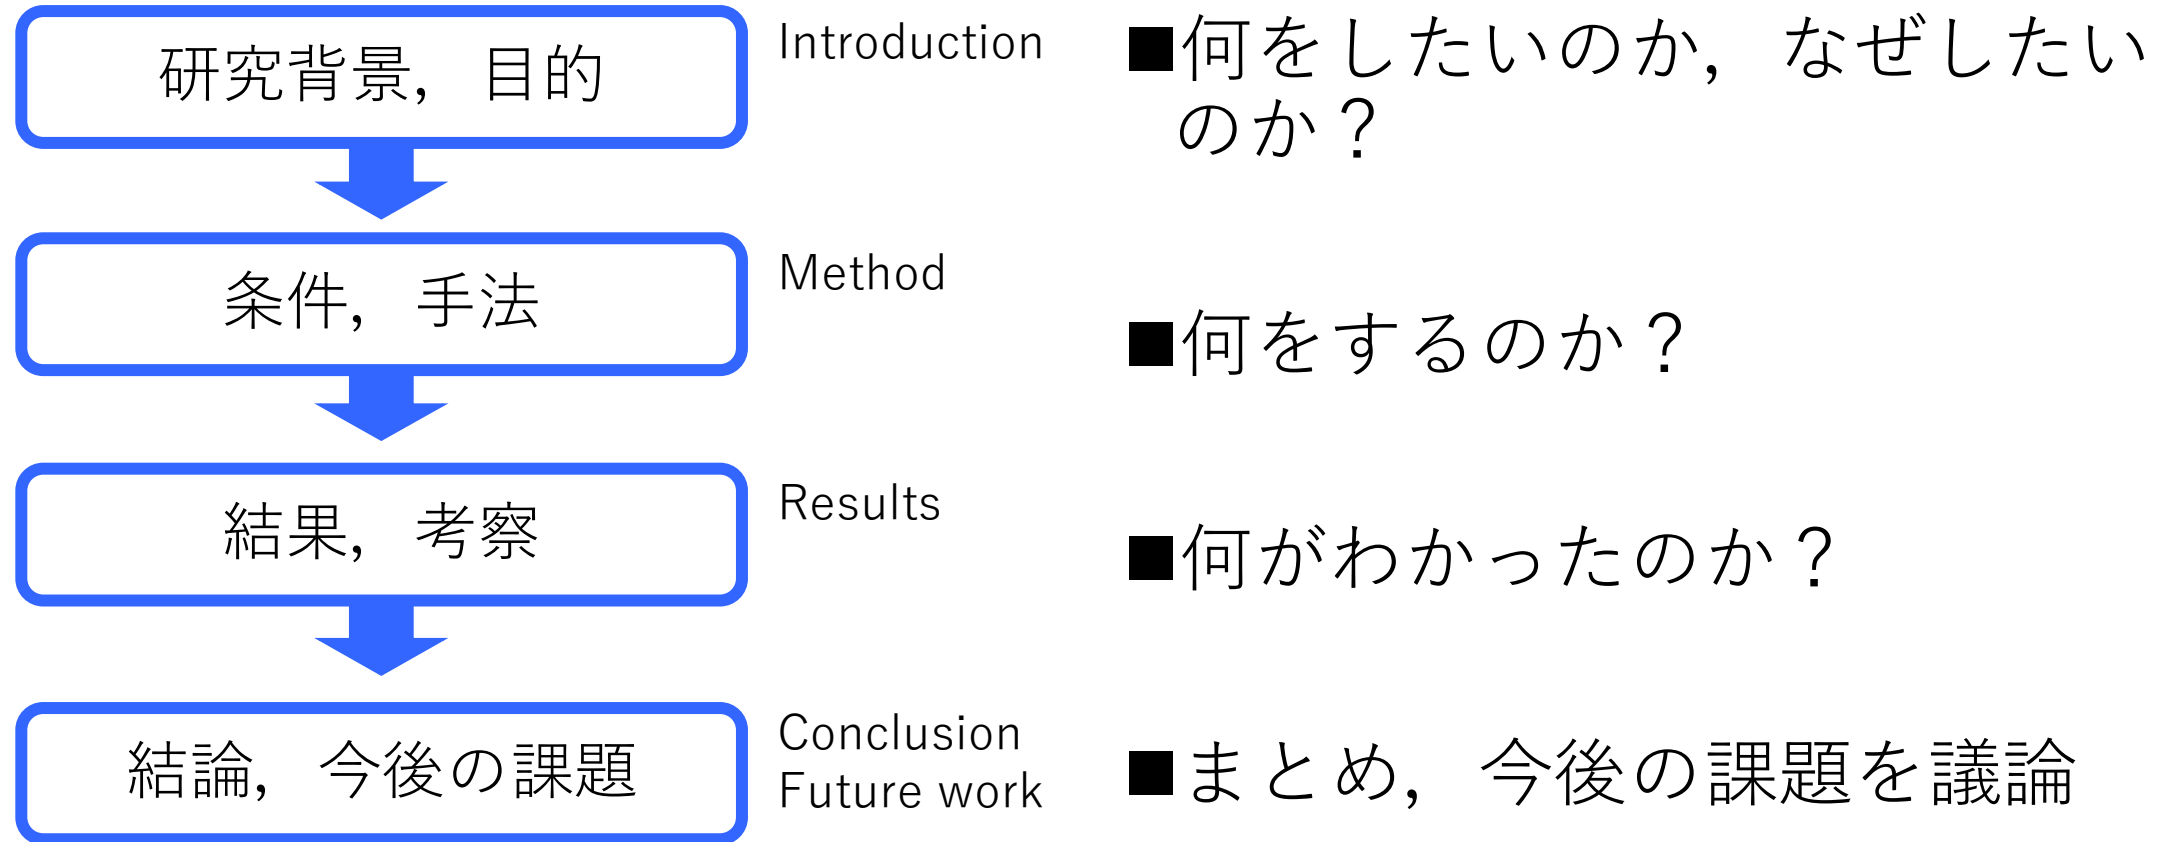 研究背景，目的
Introduction
■何をしたいのか，なぜしたい
のか？
条件，手法
Method
■何をするのか？
結果，考察
Results
■何がわかったのか？
結論，今後の課題
Conclusion
Future work
■まとめ，今後の課題を議論